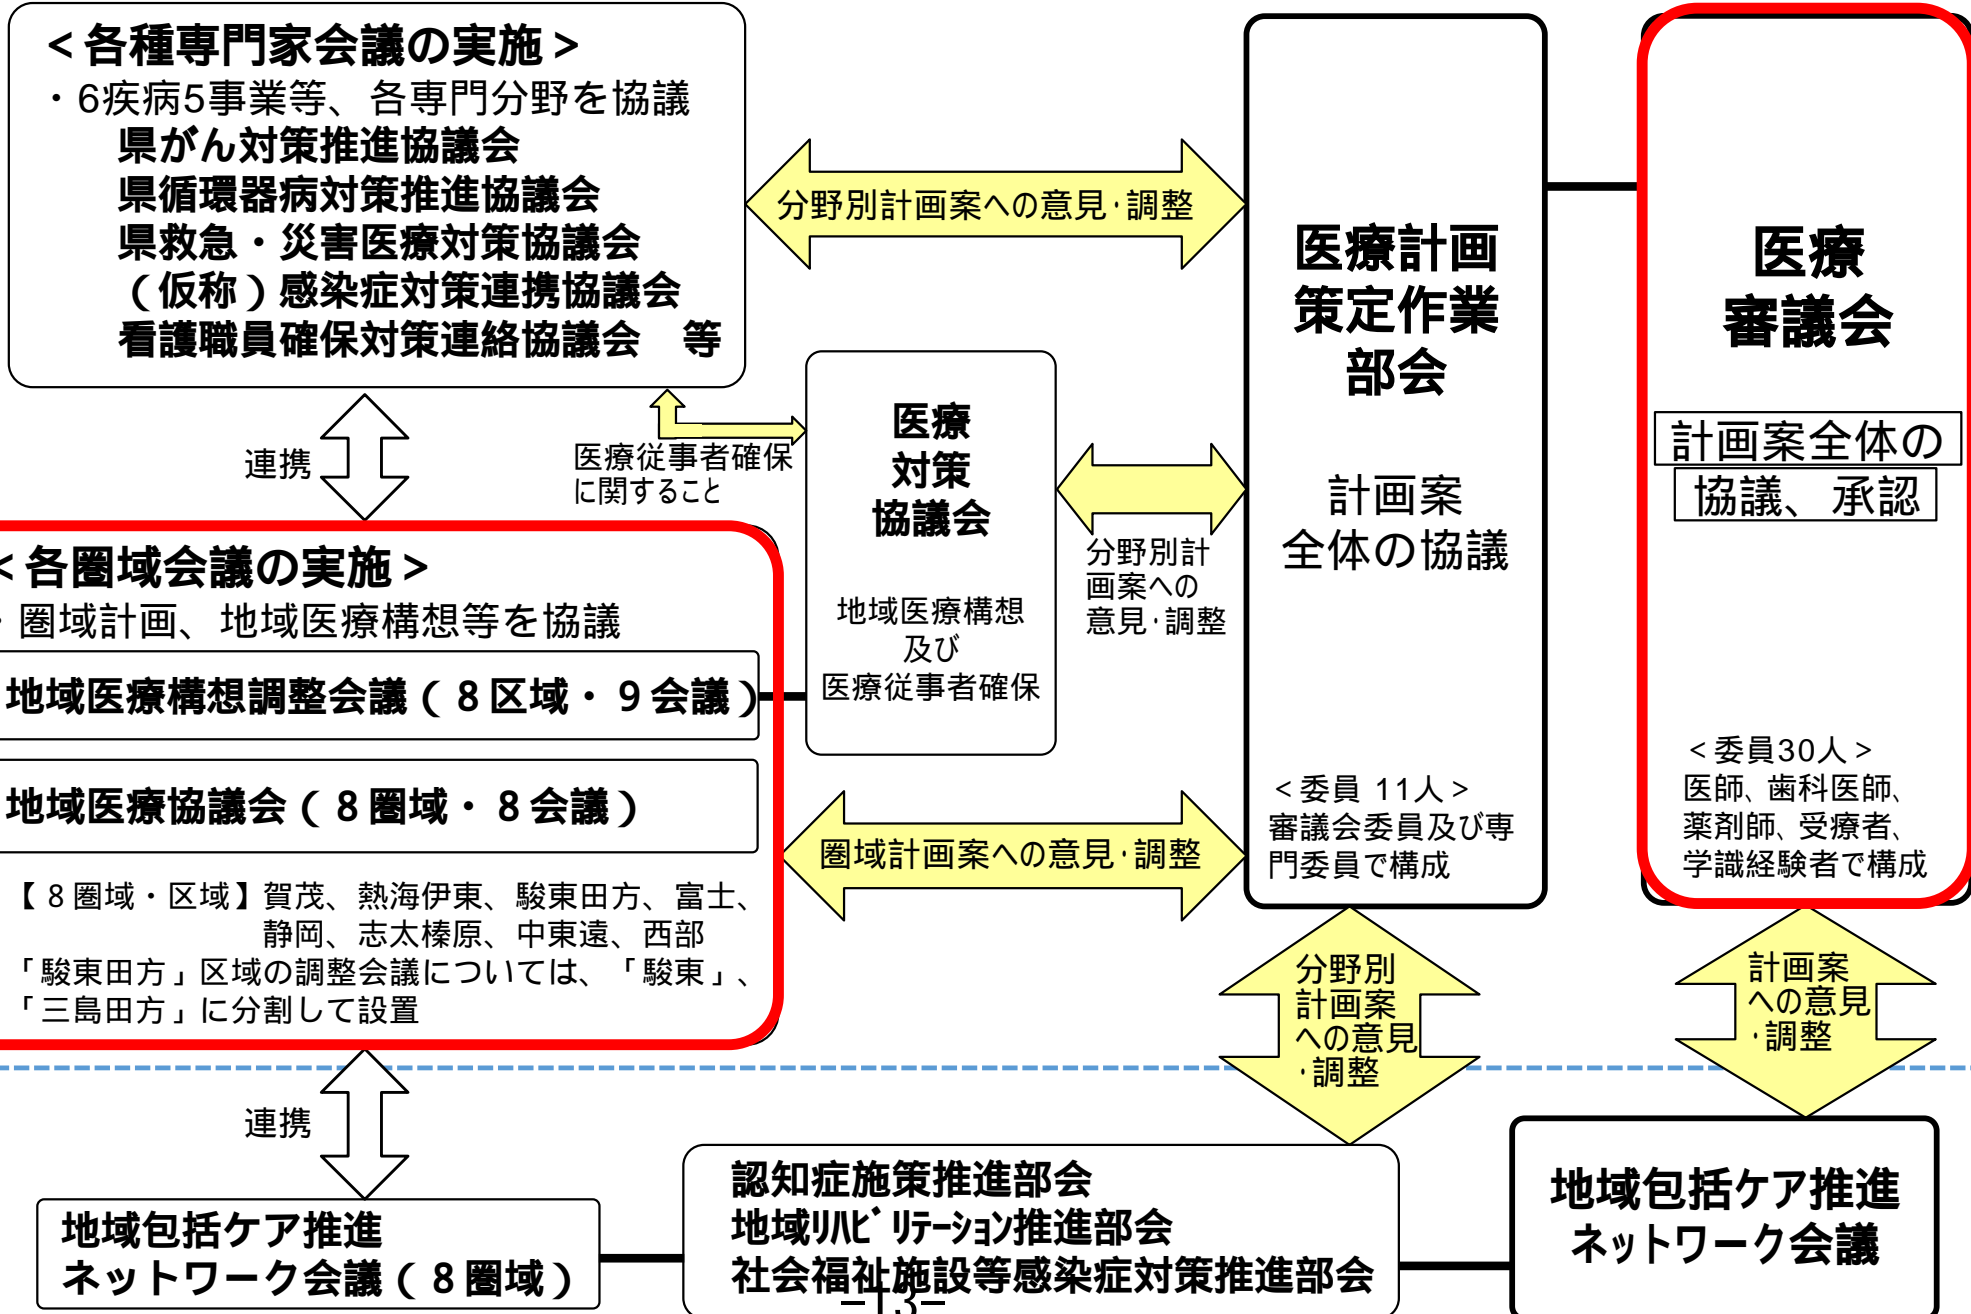 ＜各種専門家会議の実施＞
・6疾病5事業等、各専門分野を協議
県がん対策推進協議会
県循環器病対策推進協議会
県救急・災害医療対策協議会
（仮称）感染症対策連携協議会
看護職員確保対策連絡協議会　等
分野別計画案への意見・調整
連携
医療従事者確保
に関すること
医療
対策
協議会
地域医療構想
及び
医療従事者確保
分野別計
画案への
意見・調整
医療計画
策定作業
部会
計画案
全体の協議
＜委員 11人＞
審議会委員及び専
門委員で構成
医療
審議会
計画案全体の
協議、承認
＜委員30人＞
医師、歯科医師、
薬剤師、受療者、
学識経験者で構成
＜各圏域会議の実施＞
・圏域計画、地域医療構想等を協議
地域医療構想調整会議（８区域・９会議）
地域医療協議会（８圏域・８会議）
【８圏域・区域】賀茂、熱海伊東、駿東田方、富士、
静岡、志太榛原、中東遠、西部
「駿東田方」区域の調整会議については、「駿東」、
「三島田方」に分割して設置
圏域計画案への意見・調整
分野別
計画案
への意見
・調整
計画案
への意見
・調整
連携
地域包括ケア推進
ネットワーク会議（８圏域）
認知症施策推進部会
地域ﾘﾊﾋﾞﾘﾃｰｼｮﾝ推進部会
社会福祉施設等感染症対策推進部会
地域包括ケア推進
ネットワーク会議
−13−